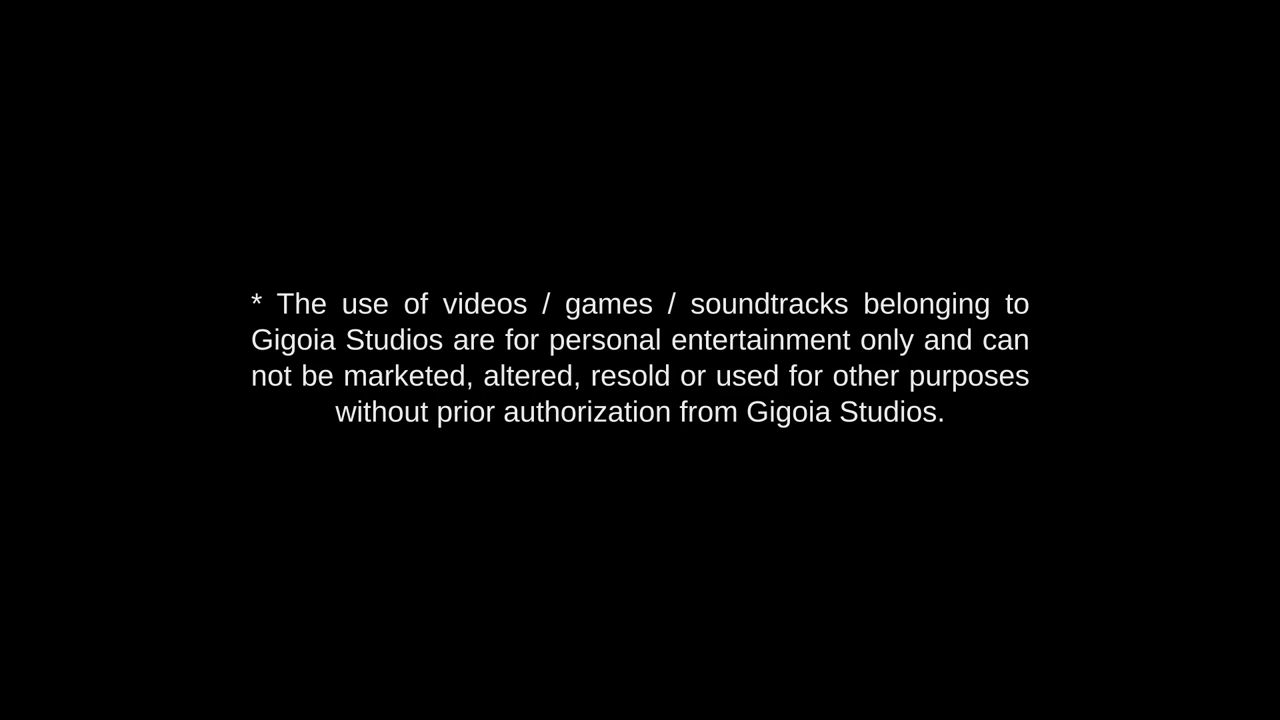 * The use of videos / games / soundtracks belonging to
Gigoia Studios are for personal entertainment only and can
not be marketed, altered, resold or used for other purposes
without prior authorization from Gigoia Studios.